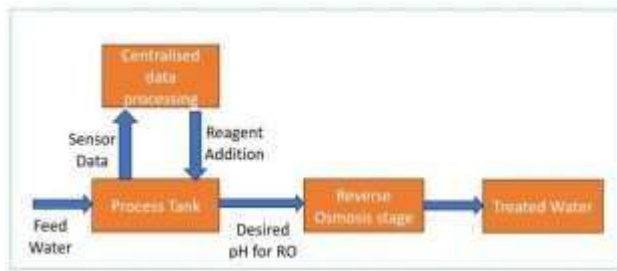 Centralised
data
processing
Sensor
Data
Reagent
Addition
Feed
Water
Process Tank
Desired
pH for RO
Reverse
Osmosis stage
Treated Water